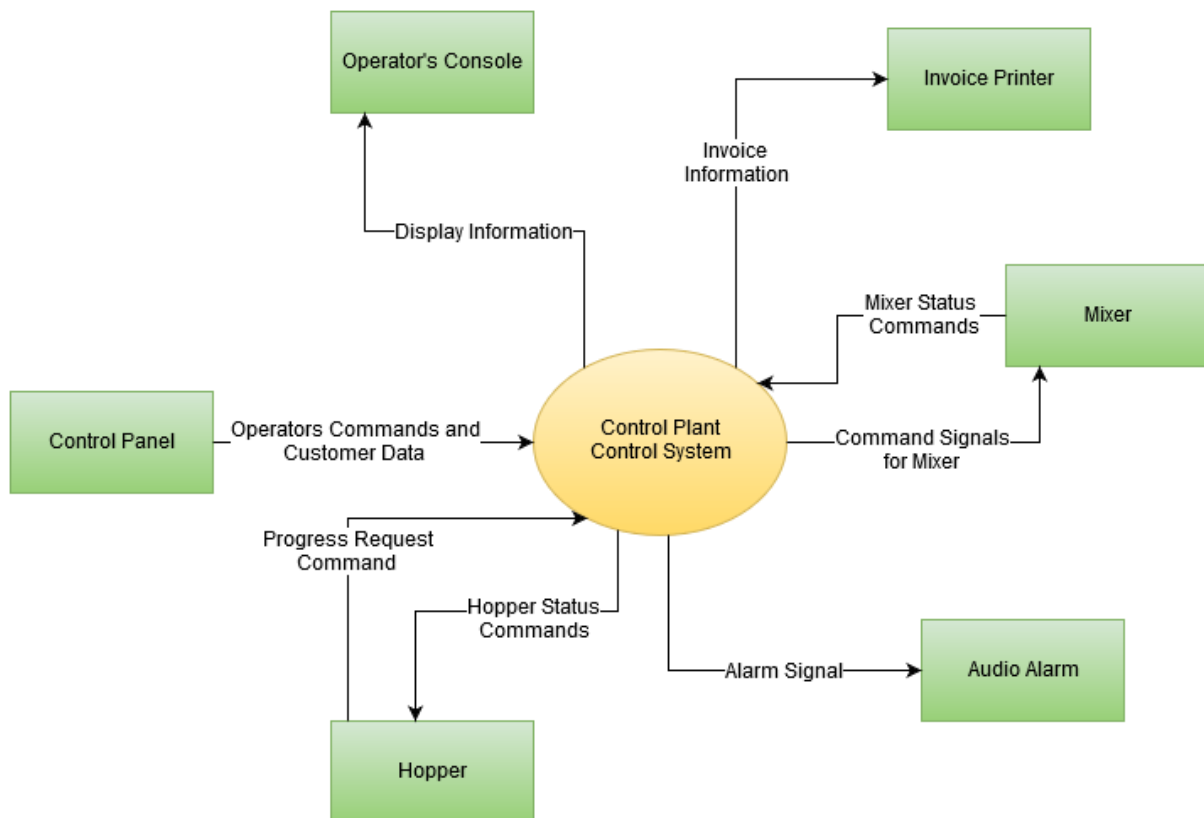 Operator's Console
Invoice Printer
Invoice
Information
Display Information
Mixer Status
Commands
Mixer
Control Panel
Operators Commands and
Customer Data
Control Plant
Control System
Command Signals
for Mixer
Progress Request
Command
Hopper Status
Commands
Alarm Signal
Audio Alarm
Hopper